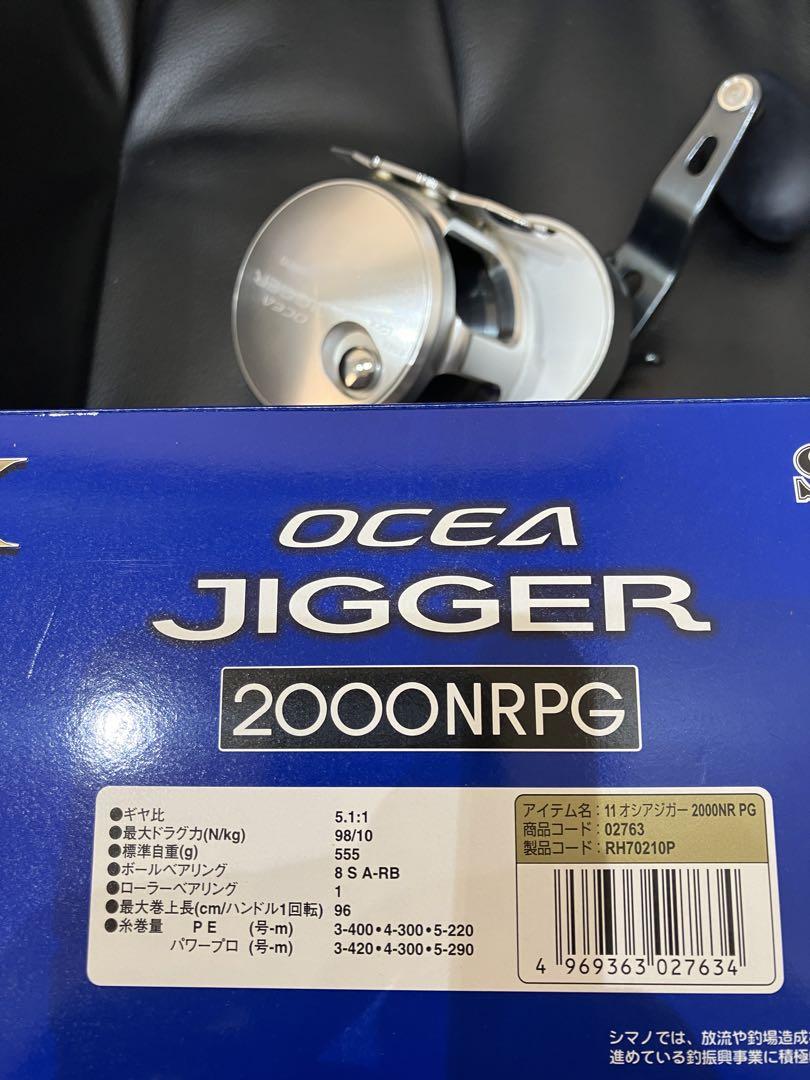 OCEA
JIGGER
OCEA
JIGGER
2000NRPG
●ギヤ比 5.1:1
●最大ドラグ力(N/kg) 98/10
●標準自重(g) 555
●ボールベアリング 8 S A-RB
●ローラーベアリング 1
●最大巻上長(cm/ハンドル1回転) 96
●糸巻量 PE (号-m) 3-400•4-300•5-220
パワープロ (号-m) 3-420•4-300•5-290
アイテム名：11 オシアジガー 2000NR PG
商品コード：02763
製品コード：RH70210P
4 969363 027634
シマノでは、放流や釣場造成
進めている釣振興事業に積極